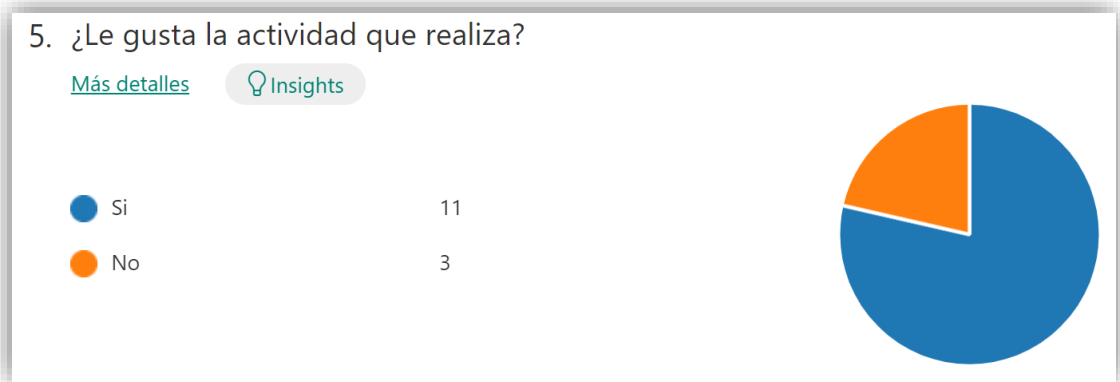 5. ¿Le gusta la actividad que realiza?
Más detalles Insights
Si 11
No 3